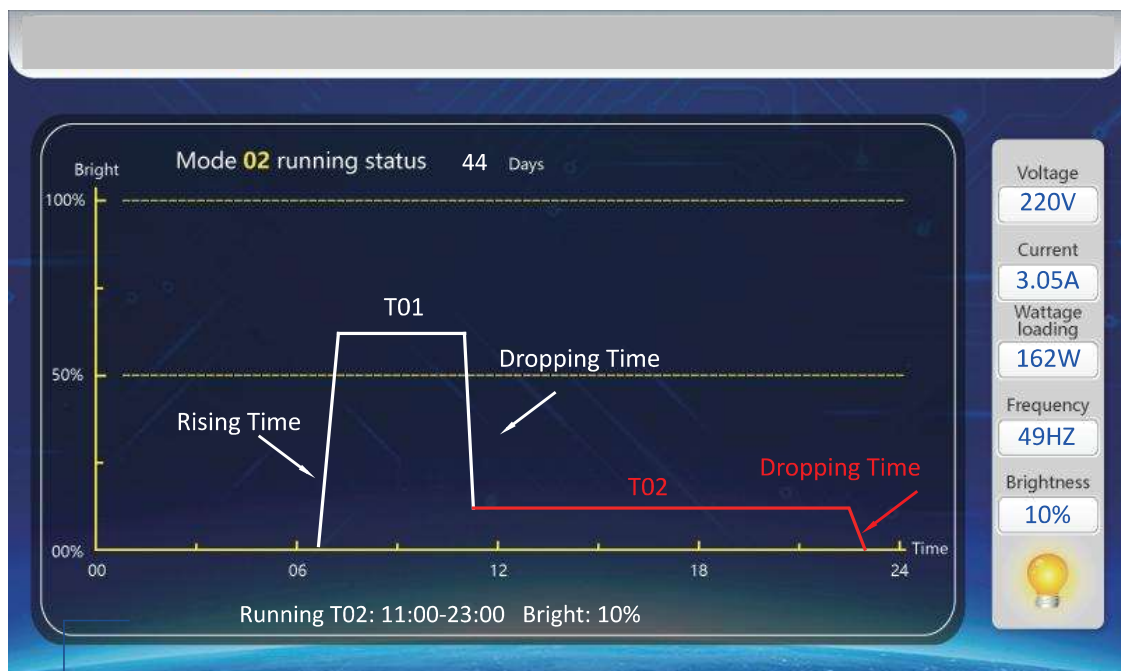 Bright
Mode 02 running status 44 Days
100%
50%
00%
T01
Dropping Time
Rising Time
T02
Dropping Time
Time
00 06 12 18 24
Running T02: 11:00-23:00 Bright: 10%
Voltage
220V
Current
3.05A
Wattage
loading
162W
Frequency
49HZ
Brightness
10%